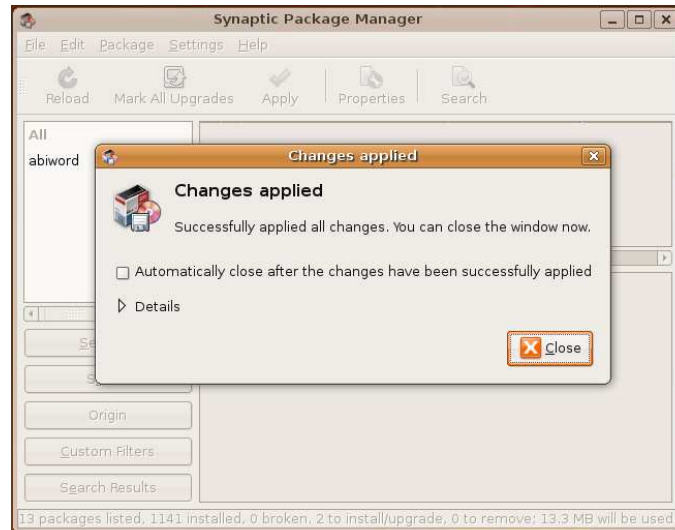 Synaptic Package Manager
File Edit Package Settings Help
Reload Mark All Upgrades Apply Properties Search
All
abiword
Changes applied
Changes applied
Successfully applied all changes. You can close the window now.
Automatically close after the changes have been successfully applied
Details
Close
Origin
Custom Filters
Search Results
13 packages listed, 1141 installed, 0 broken, 2 to install/upgrade, 0 to remove; 13.3 MB will be used